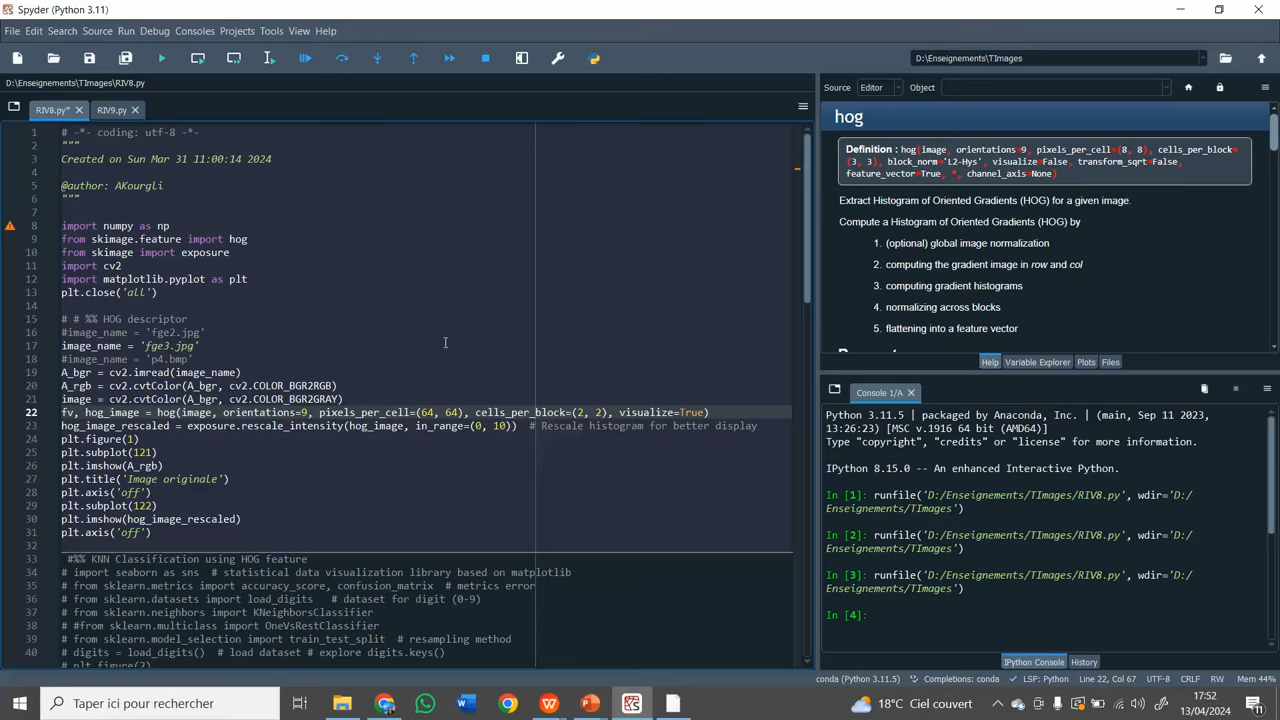 Spyder (Python 3.11)
File Edit Search Source Run Debug Consoles Projects Tools View Help
D:\Enseignements\TImages
D:\Enseignements\TImages\RIV8.py
RIV8.py* RIV9.py
1 # -*- coding: utf-8 -*-
2 """
3 Created on Sun Mar 31 11:00:14 2024
4
5 @author: AKourgli
6 """
7
8 import numpy as np
9 from skimage.feature import hog
10 from skimage import exposure
11 import cv2
12 import matplotlib.pyplot as plt
13 plt.close('all')
14
15 # # %% HOG descriptor
16 #image_name = 'fge2.jpg'
17 image_name = 'fge3.jpg'
18 #image_name = 'p4.bmp'
19 A_bgr = cv2.imread(image_name)
20 A_rgb = cv2.cvtColor(A_bgr, cv2.COLOR_BGR2RGB)
21 image = cv2.cvtColor(A_bgr, cv2.COLOR_BGR2GRAY)
22 fv, hog_image = hog(image, orientations=9, pixels_per_cell=(64, 64), cells_per_block=(2, 2), visualize=True)
23 hog_image_rescaled = exposure.rescale_intensity(hog_image, in_range=(0, 10)) # Rescale histogram for better display
24 plt.figure(1)
25 plt.subplot(121)
26 plt.imshow(A_rgb)
27 plt.title('Image originale')
28 plt.axis('off')
29 plt.subplot(122)
30 plt.imshow(hog_image_rescaled)
31 plt.axis('off')
32
33 #%% KNN Classification using HOG feature
34 # import seaborn as sns # statistical data visualization library based on matplotlib
35 # from sklearn.metrics import accuracy_score, confusion_matrix # metrics error
36 # from sklearn.datasets import load_digits # dataset for digit (0-9)
37 # from sklearn.neighbors import KNeighborsClassifier
38 # #from sklearn.multiclass import OneVsRestClassifier
39 # from sklearn.model_selection import train_test_split # resampling method
40 # digits = load_digits() # load dataset # explore digits.keys()
# plt.figure(2)
Source Editor Object
hog
Definition : hog(image, orientations=9, pixels_per_cell=(8, 8), cells_per_block=
(3, 3), block_norm='L2-Hys', visualize=False, transform_sqrt=False,
feature_vector=True, *, channel_axis=None)
Extract Histogram of Oriented Gradients (HOG) for a given image.
Compute a Histogram of Oriented Gradients (HOG) by
1. (optional) global image normalization
2. computing the gradient image in row and col
3. computing gradient histograms
4. normalizing across blocks
5. flattening into a feature vector
Help Variable Explorer Plots Files
Console 1/A
Python 3.11.5 | packaged by Anaconda, Inc. | (main, Sep 11 2023,
13:26:23) [MSC v.1916 64 bit (AMD64)]
Type "copyright", "credits" or "license" for more information.
IPython 8.15.0 -- An enhanced Interactive Python.
In [1]: runfile('D:/Enseignements/TImages/RIV8.py', wdir='D:/
Enseignements/TImages')
In [2]: runfile('D:/Enseignements/TImages/RIV8.py', wdir='D:/
Enseignements/TImages')
In [3]: runfile('D:/Enseignements/TImages/RIV8.py', wdir='D:/
Enseignements/TImages')
In [4]:
IPython Console History
conda (Python 3.11.5) Completions: conda LSP: Python Line 22, Col 67 UTF-8 CRLF RW Mem 44%
Taper ici pour rechercher
18°C Ciel couvert
17:52
13/04/2024
11